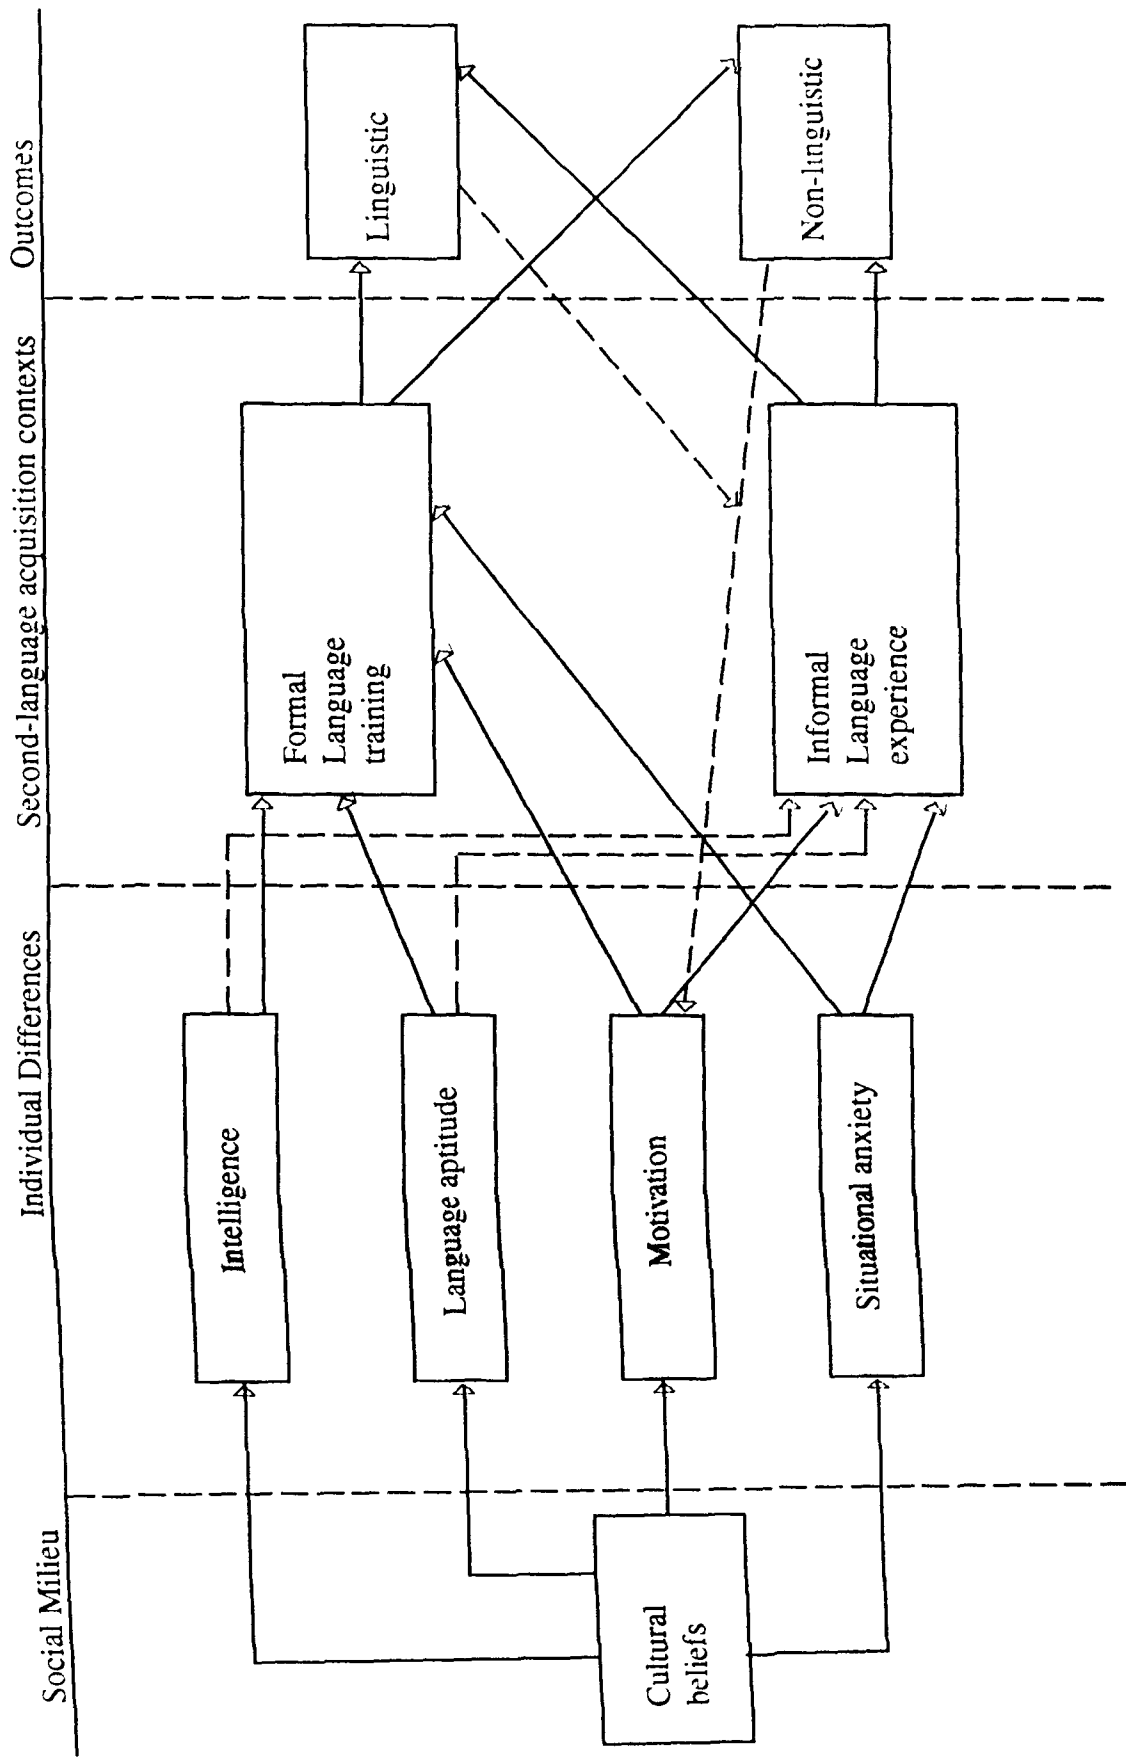 Social Milieu
Individual Differences
Second-language acquisition contexts
Outcomes
Cultural
beliefs
Intelligence
Language aptitude
Motivation
Situational anxiety
Formal
Language
training
Informal
Language
experience
Linguistic
Non-linguistic